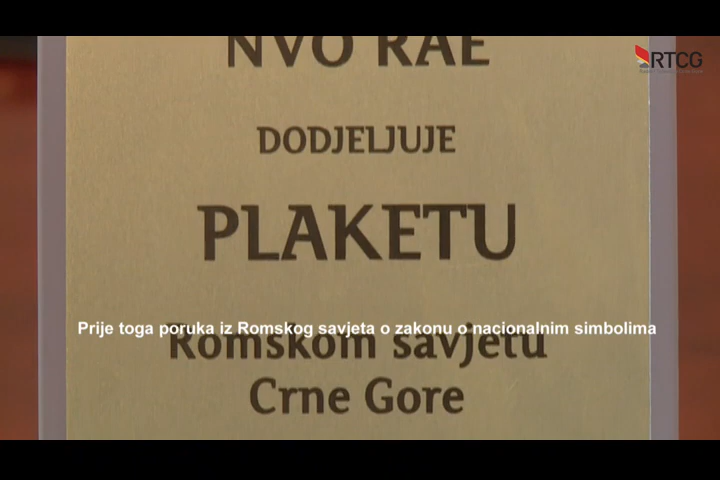 NVO RAE
RTCG
DODJELJUJE
PLAKETU
Prije toga poruka iz Romskog savjeta o zakonu o nacionalnim simbolima
Romskom savjetu
Crne Gore